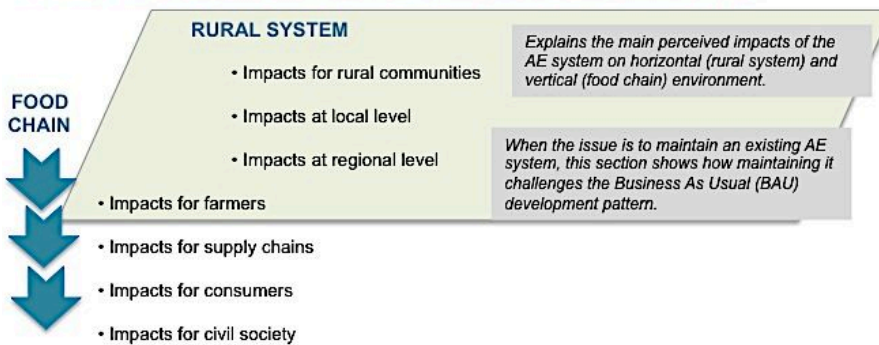 RURAL SYSTEM
• Impacts for rural communities
• Impacts at local level
• Impacts at regional level
Explains the main perceived impacts of the
AE system on horizontal (rural system) and
vertical (food chain) environment.
When the issue is to maintain an existing AE
system, this section shows how maintaining it
challenges the Business As Usual (BAU)
development pattern.
FOOD
CHAIN
• Impacts for farmers
• Impacts for supply chains
• Impacts for consumers
• Impacts for civil society